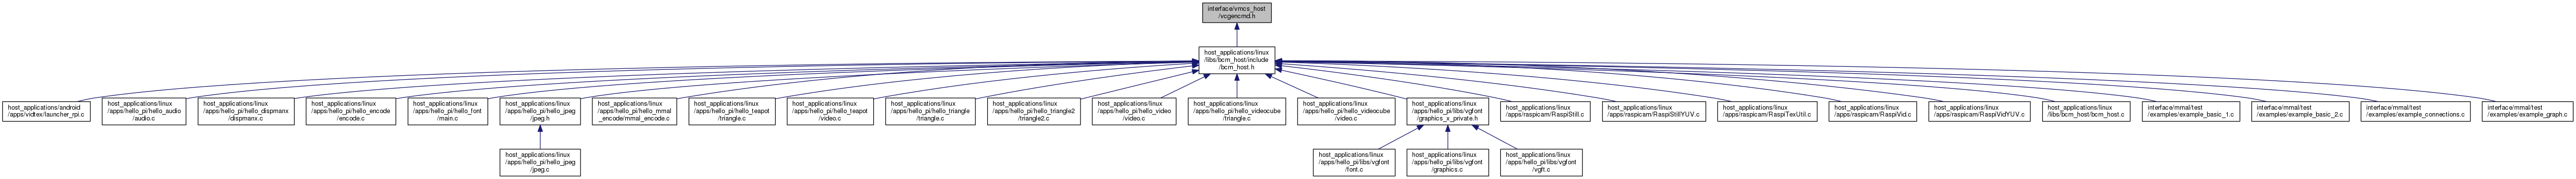 interface/vmcs_host
/vcgencmd.h
host_applications/linux
/libs/bcm_host/include
/bcm_host.h
host_applications/android
/apps/vidtex/launcher_rpi.c
host_applications/linux
/apps/hello_pi/hello_audio
/audio.c
host_applications/linux
/apps/hello_pi/hello_dispmanx
/dispmanx.c
host_applications/linux
/apps/hello_pi/hello_encode
/encode.c
host_applications/linux
/apps/hello_pi/hello_font
/main.c
host_applications/linux
/apps/hello_pi/hello_jpeg
/jpeg.h
host_applications/linux
/apps/hello_pi/hello_mmal
_encode/mmal_encode.c
host_applications/linux
/apps/hello_pi/hello_teapot
/triangle.c
host_applications/linux
/apps/hello_pi/hello_teapot
/video.c
host_applications/linux
/apps/hello_pi/hello_triangle
/triangle.c
host_applications/linux
/apps/hello_pi/hello_triangle2
/triangle2.c
host_applications/linux
/apps/hello_pi/hello_video
/video.c
host_applications/linux
/apps/hello_pi/hello_videocube
/triangle.c
host_applications/linux
/apps/hello_pi/hello_videocube
/video.c
host_applications/linux
/apps/hello_pi/libs/vgfont
/graphics_x_private.h
host_applications/linux
/apps/raspicam/RaspiStill.c
host_applications/linux
/apps/raspicam/RaspiStillYUV.c
host_applications/linux
/apps/raspicam/RaspiTexUtil.c
host_applications/linux
/apps/raspicam/RaspiVid.c
host_applications/linux
/apps/raspicam/RaspiVidYUV.c
host_applications/linux
/libs/bcm_host/bcm_host.c
interface/mmal/test
/examples/example_basic_1.c
interface/mmal/test
/examples/example_basic_2.c
interface/mmal/test
/examples/example_connections.c
interface/mmal/test
/examples/example_graph.c
host_applications/linux
/apps/hello_pi/hello_jpeg
/jpeg.c
host_applications/linux
/apps/hello_pi/libs/vgfont
/font.c
host_applications/linux
/apps/hello_pi/libs/vgfont
/graphics.c
host_applications/linux
/apps/hello_pi/libs/vgfont
/vgft.c